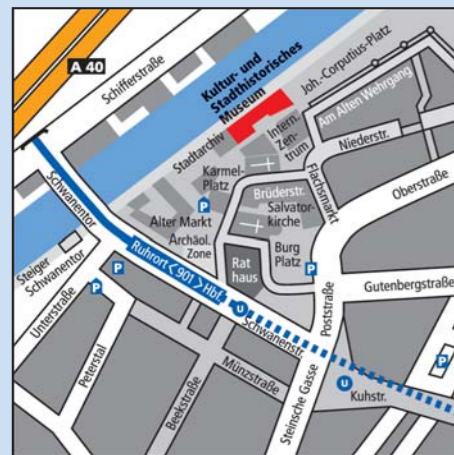 A 40
Schifferstraße
Kultur- und
Stadthistorisches
Museum
Joh.-Corputius-Platz
Stadtarchiv
Intern.
Zen-
trum
Am Alten Wehrgang
Niederstr.
Karmel-
Platz
Brüderstr.
Flachsmarkt
Oberstraße
Schwanentor
P
Alter Markt
Salvator-
kirche
Archäol.
Zone
Burg
Platz
P
Rat
haus
Steiger
Schwanentor
P
Ruhrort <901> Hbf.
Gutenbergstraße
Unterstraße
P
U
Schwanenstr.
Poststraße
Peterstal
Münzstraße
P
Beekstraße
Steinsche Gasse
U
Kuhstr.